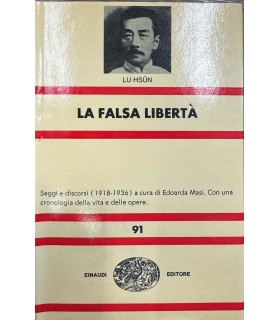 LU HSÜN
LA FALSA LIBERTÀ
Saggi e discorsi (1918-1936) a cura di Edoarda Masi. Con una
cronologia della vita e delle opere.
91
EINAUDI EDITORE